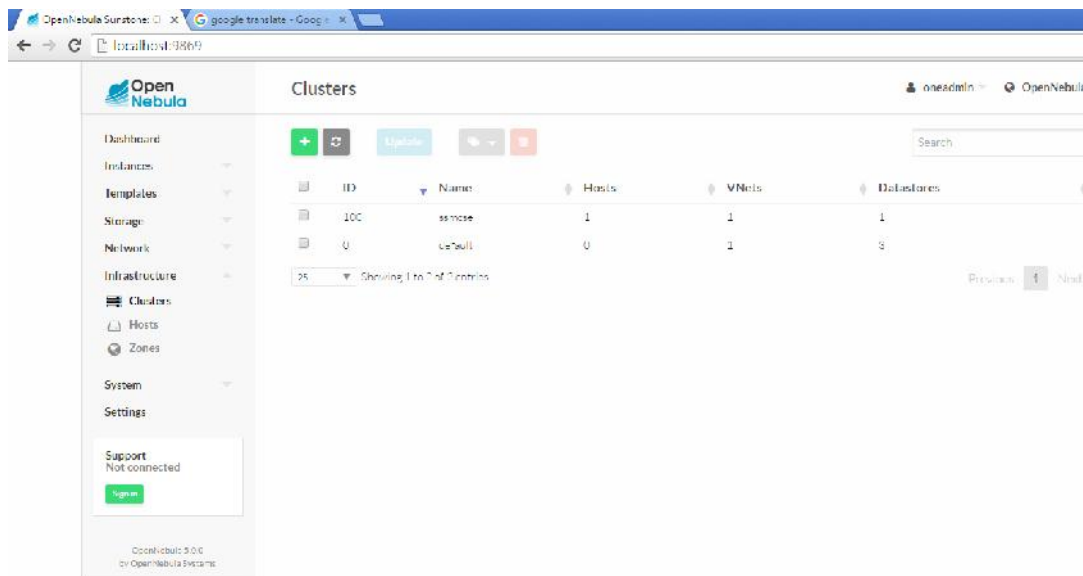 OpenNebula Sunstone: Cl google translate - Google
localhost:9869
Open Nebula
Clusters
oneadmin OpenNebula
Dashboard
Instances
Templates
Storage
Network
Infrastructure
Clusters
Hosts
Zones
System
Settings
Support
Not connected
Sign in
OpenNebula 5.0.0
by OpenNebula Systems
Update
Search
ID Name Hosts VNets Datastores
100 ssmcse 1 1 1
0 default 0 1 3
25 Showing 1 to 2 of 2 entries
Previous 1 Next